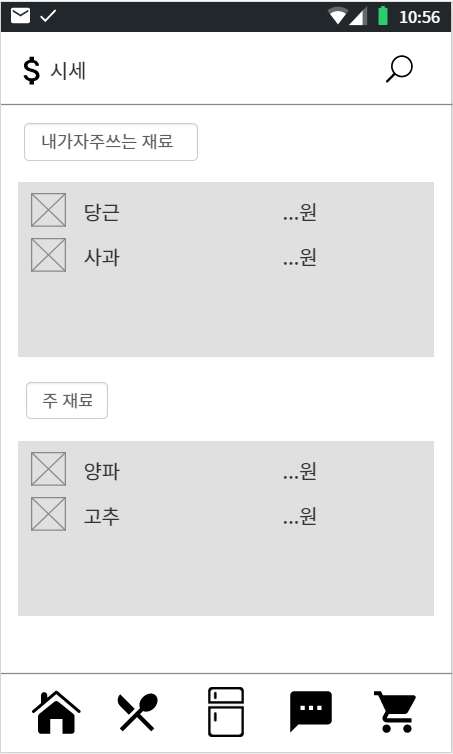 10:56
$ 시세
내가자주쓰는 재료
당근 ...원
사과 ...원
주 재료
양파 ...원
고추 ...원